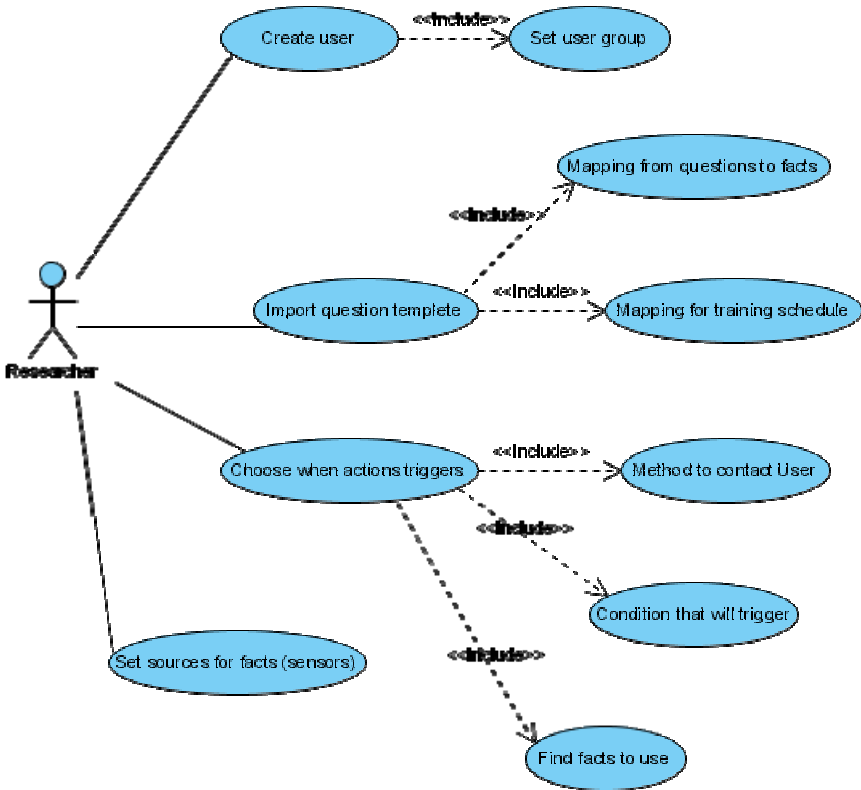 <<Include>>
Create user
Set user group
Mapping from questions to facts
<<Include>>
<<Include>>
Import question templete
Mapping for training schedule
Researcher
<<Include>>
Choose when actions triggers
Method to contact User
<<Include>>
Condition that will trigger
<<Include>>
Set sources for facts (sensors)
Find facts to use